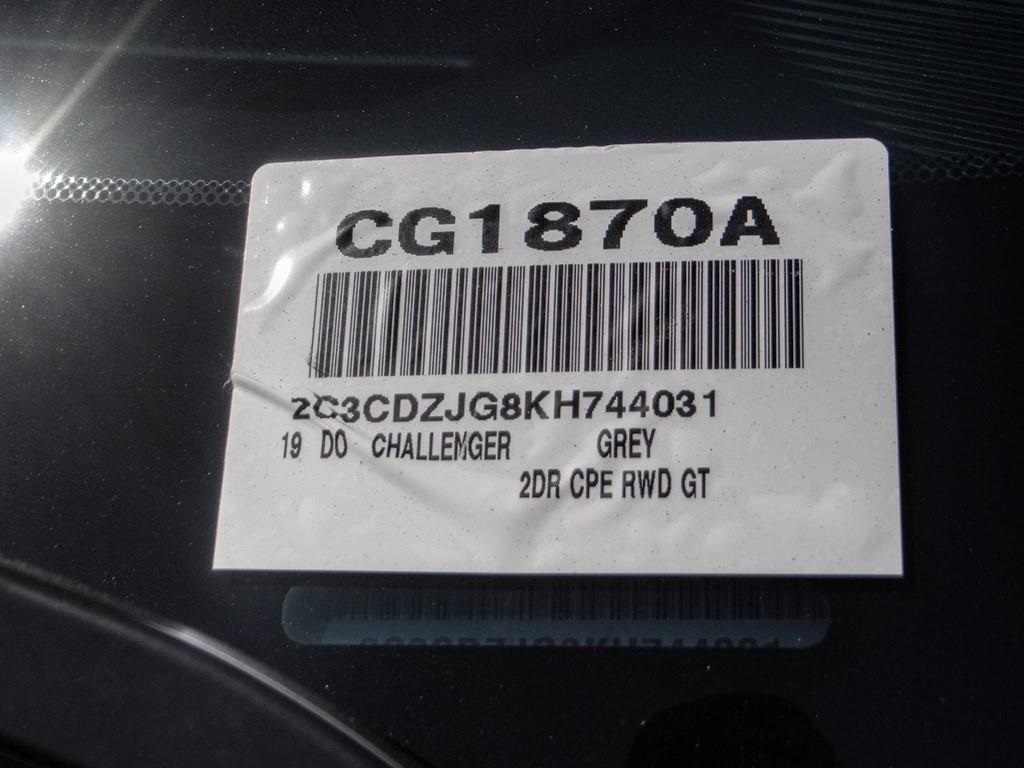 CG1870A
2C3CDZJG8KH744031
19 DO CHALLENGER GREY
2DR CPE RWD GT